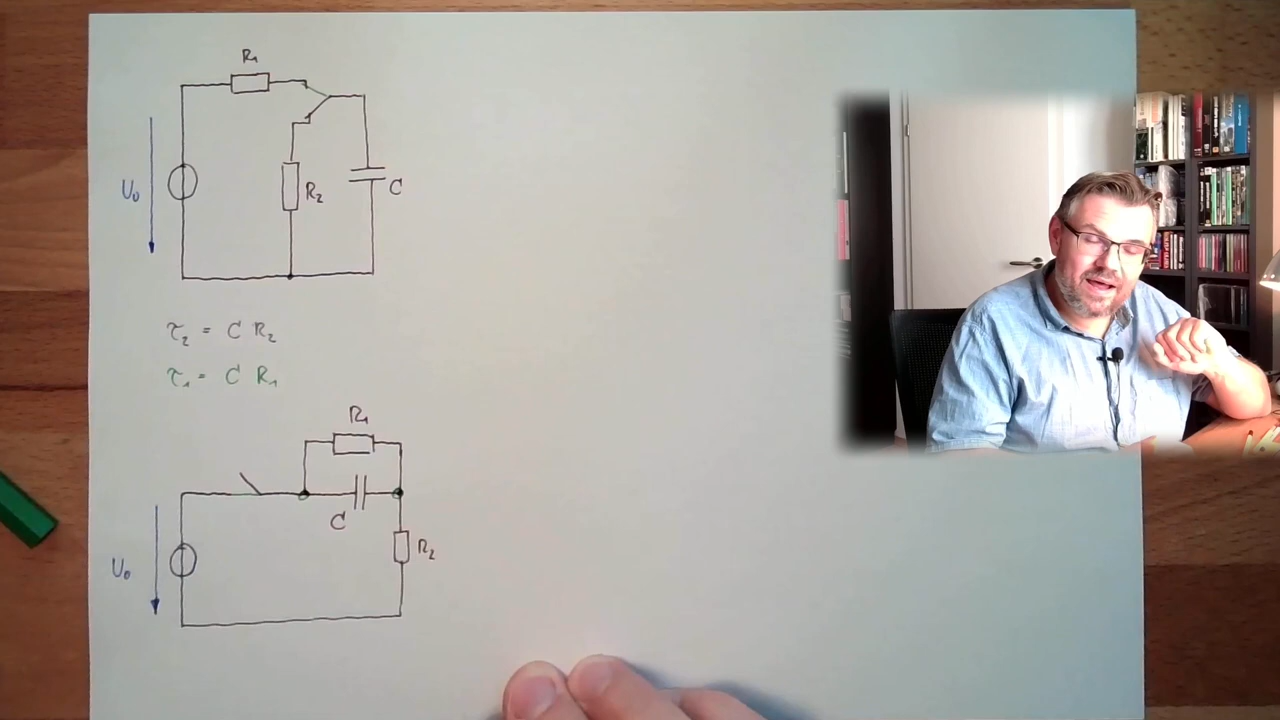 R₁
U₀
R₂
C
τ₂ = C R₂
τ₁ = C R₁
R₁
C
U₀
R₂